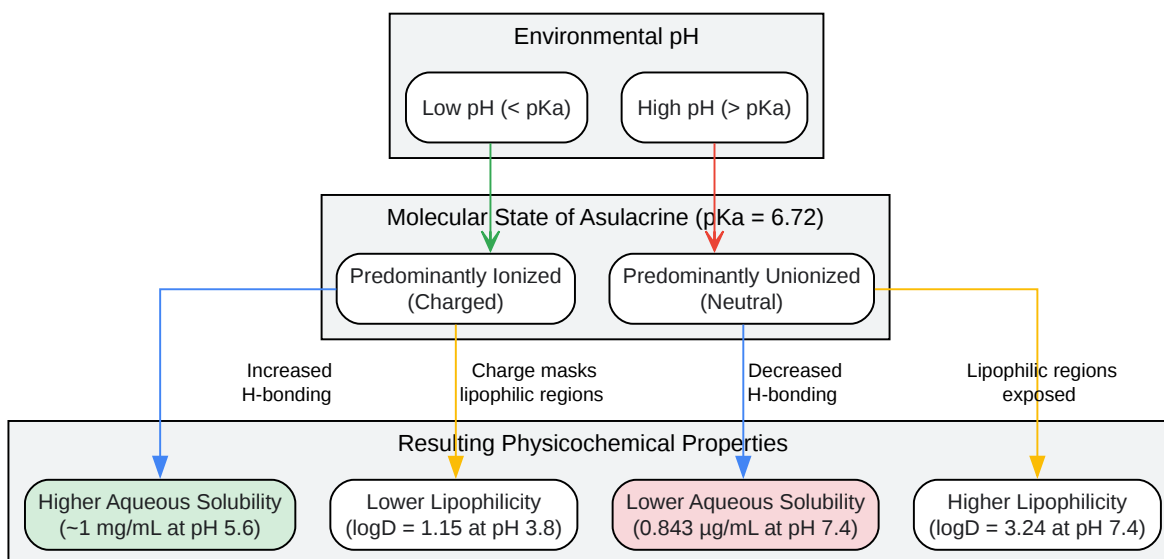 Environmental pH
Low pH (< pKa)
High pH (> pKa)
Molecular State of Asulacrine (pKa = 6.72)
Predominantly Ionized
(Charged)
Predominantly Unionized
(Neutral)
Increased
H-bonding
Charge masks
lipophilic regions
Decreased
H-bonding
Lipophilic regions
exposed
Resulting Physicochemical Properties
Higher Aqueous Solubility
(~1 mg/mL at pH 5.6)
Lower Lipophilicity
(logD = 1.15 at pH 3.8)
Lower Aqueous Solubility
(0.843 µg/mL at pH 7.4)
Higher Lipophilicity
(logD = 3.24 at pH 7.4)